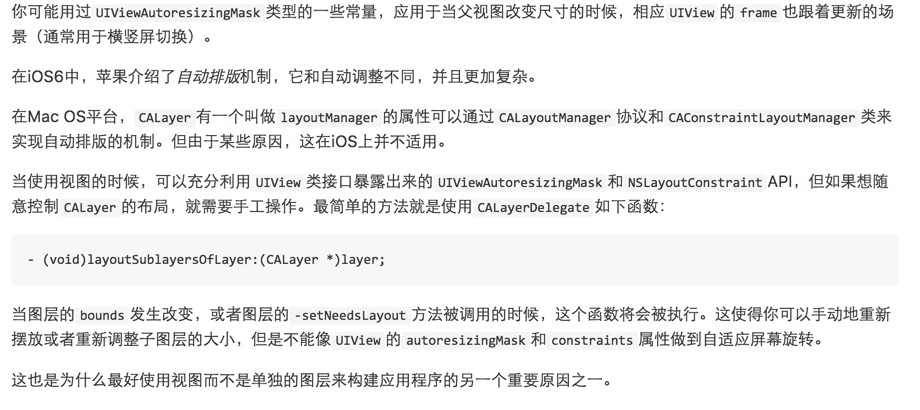 你可能用过 UIViewAutoresizingMask 类型的一些常量，应用于当父视图改变尺寸的时候，相应 UIView 的 frame 也跟着更新的场
景（通常用于横竖屏切换）。
在iOS6中，苹果介绍了自动排版机制，它和自动调整不同，并且更加复杂。
在Mac OS平台，CALayer 有一个叫做 layoutManager 的属性可以通过 CALayoutManager 协议和 CAConstraintLayoutManager 类来
实现自动排版的机制。但由于某些原因，这在iOS上并不适用。
当使用视图的时候，可以充分利用 UIView 类接口暴露出来的 UIViewAutoresizingMask 和 NSLayoutConstraint API，但如果想随
意控制 CALayer 的布局，就需要手工操作。最简单的方法就是使用 CALayerDelegate 如下函数：
- (void)layoutSublayersOfLayer:(CALayer *)layer;
当图层的 bounds 发生改变，或者图层的 -setNeedsLayout 方法被调用的时候，这个函数将会被执行。这使得你可以手动地重新
摆放或者重新调整子图层的大小，但是不能像 UIView 的 autoresizingMask 和 constraints 属性做到自适应屏幕旋转。
这也是为什么最好使用视图而不是单独的图层来构建应用程序的另一个重要原因之一。